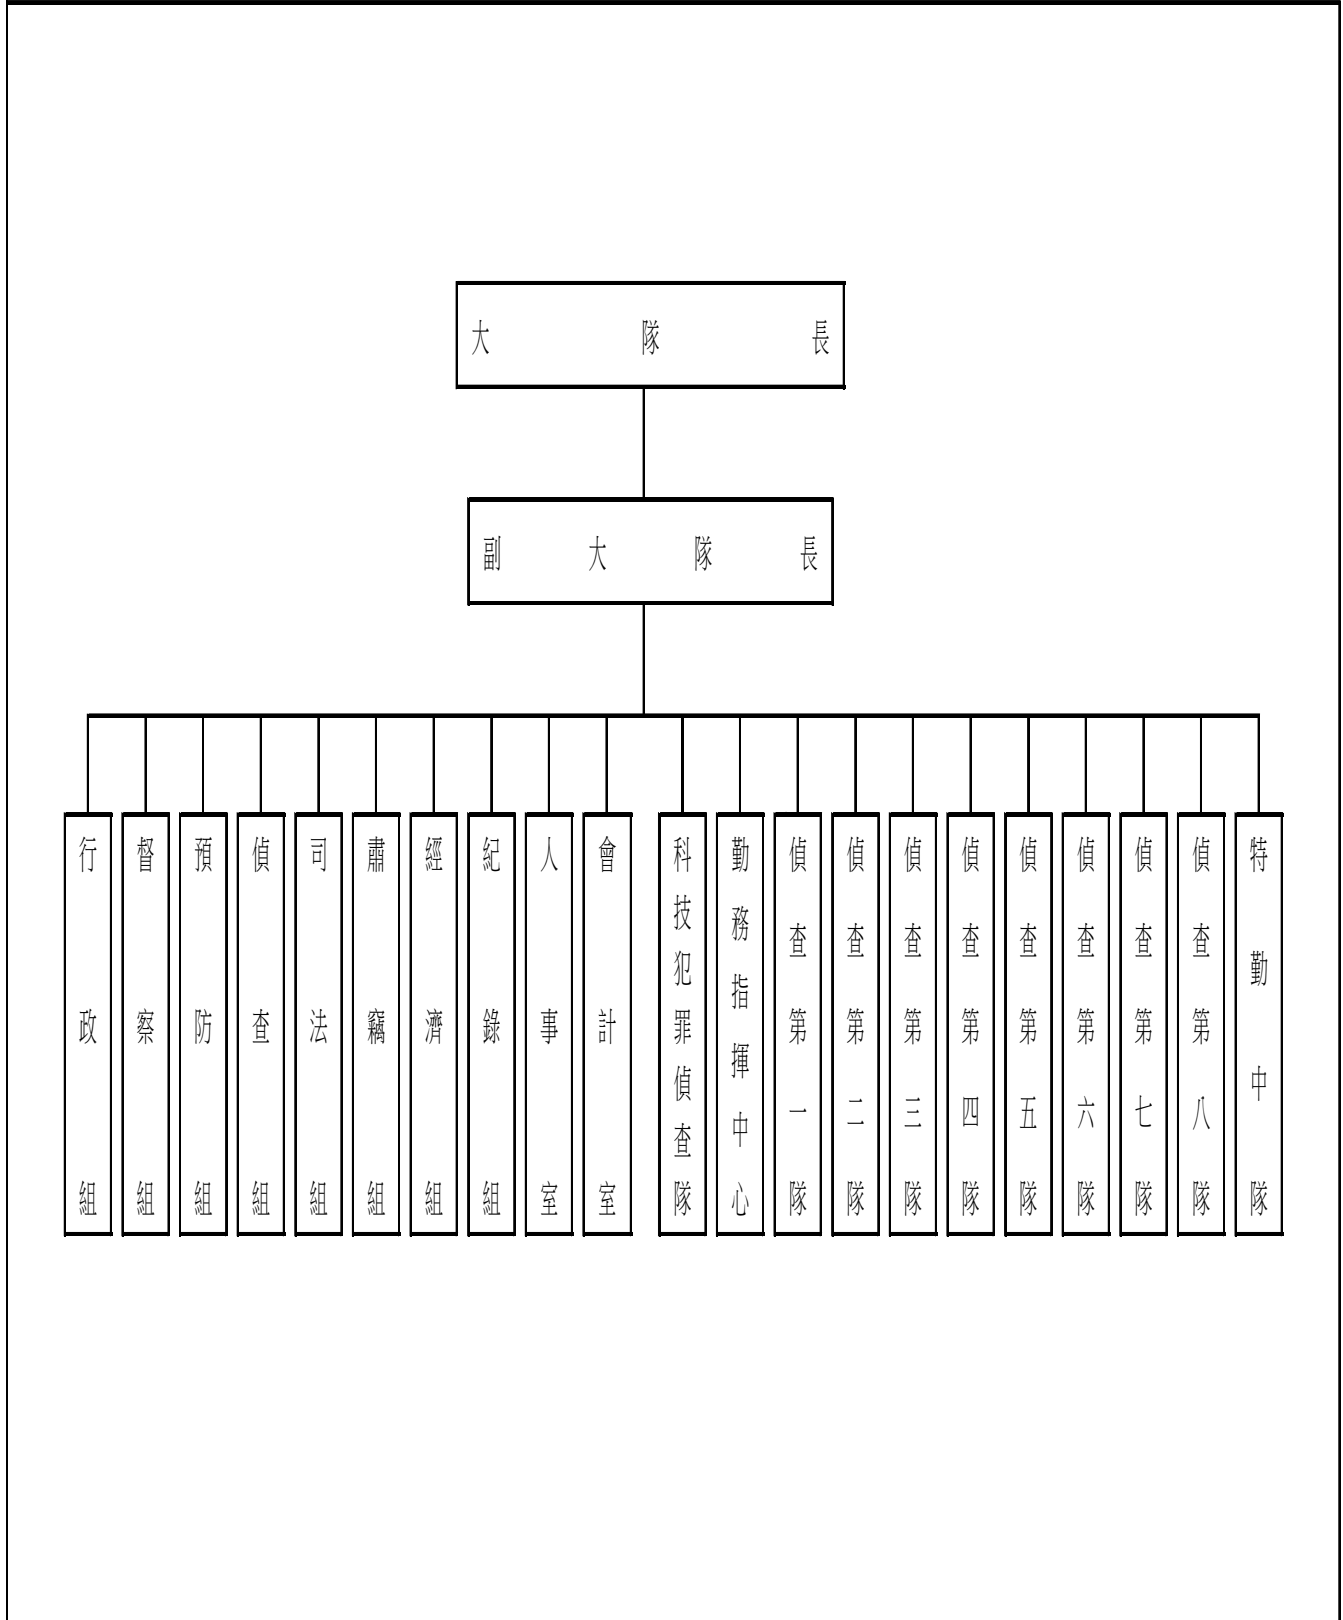 大隊長
副大隊長
行政組
督察組
預防組
偵查組
司法組
肅竊組
經濟組
紀錄組
人事室
會計室
科技犯罪偵查隊
勤務指揮中心
偵查第一隊
偵查第二隊
偵查第三隊
偵查第四隊
偵查第五隊
偵查第六隊
偵查第七隊
偵查第八隊
特勤中隊